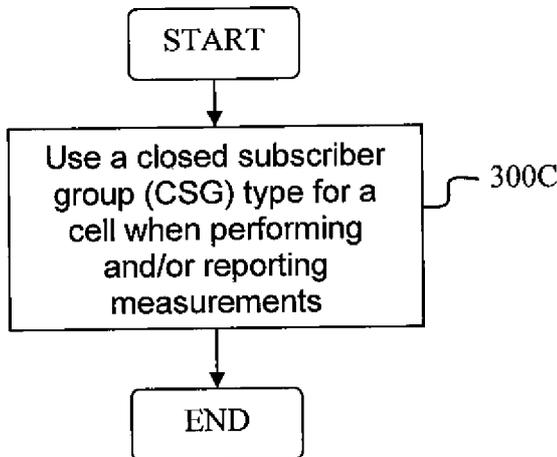 START
Use a closed subscriber
group (CSG) type for a
cell when performing
and/or reporting
measurements
300C
END